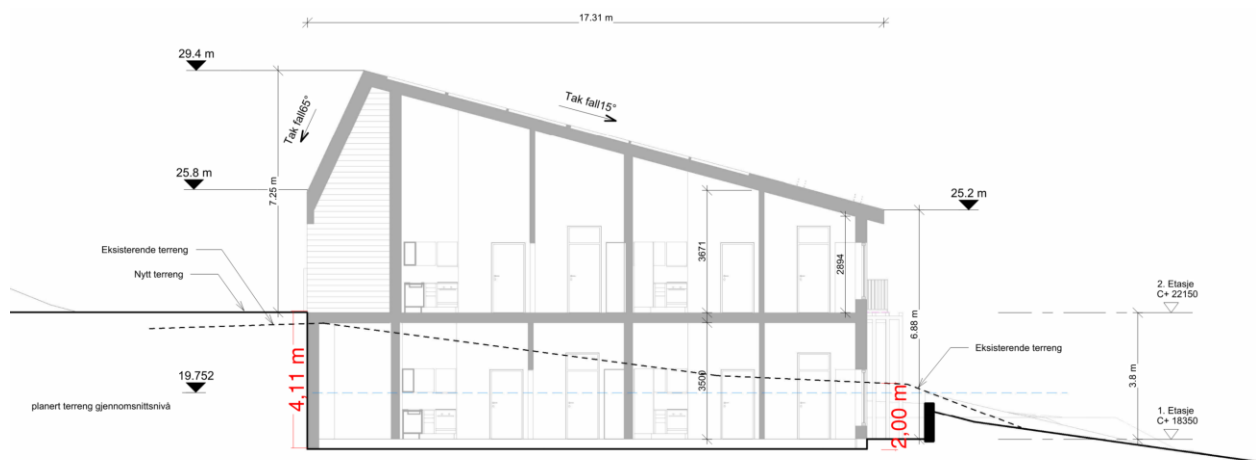 17.31 m
29.4 m
Tak fall65°
Tak fall15°
25.8 m
7.25 m
25.2 m
3671
2894
Eksisterende terreng
Nytt terreng
2. Etasje
C+ 22150
6.88 m
Eksisterende terreng
19.752
4,11 m
3500
3.8 m
planert terreng gjennomsnittsnivå
2,00 m
1. Etasje
C+ 18350